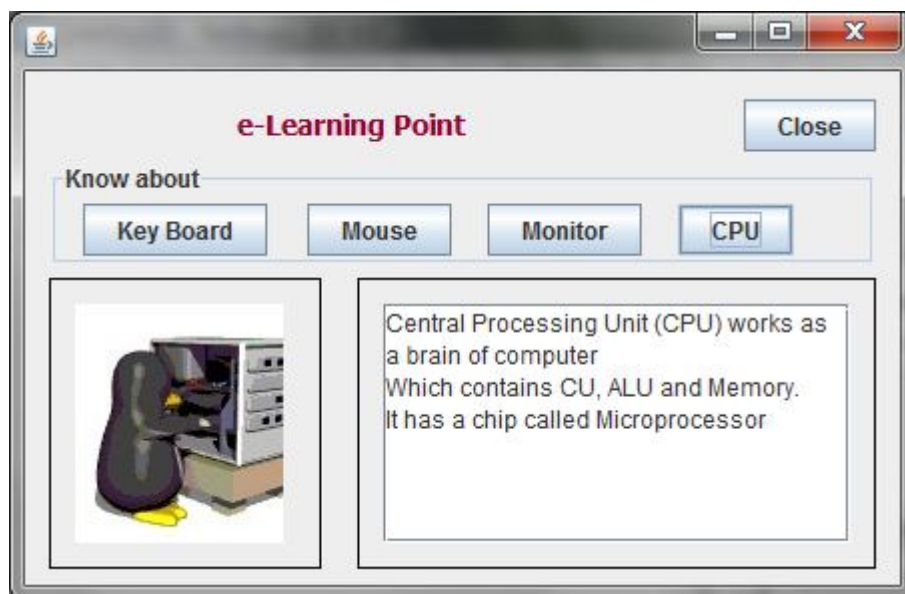 e-Learning Point
Close
Know about
Key Board
Mouse
Monitor
CPU
Central Processing Unit (CPU) works as
a brain of computer
Which contains CU, ALU and Memory.
It has a chip called Microprocessor